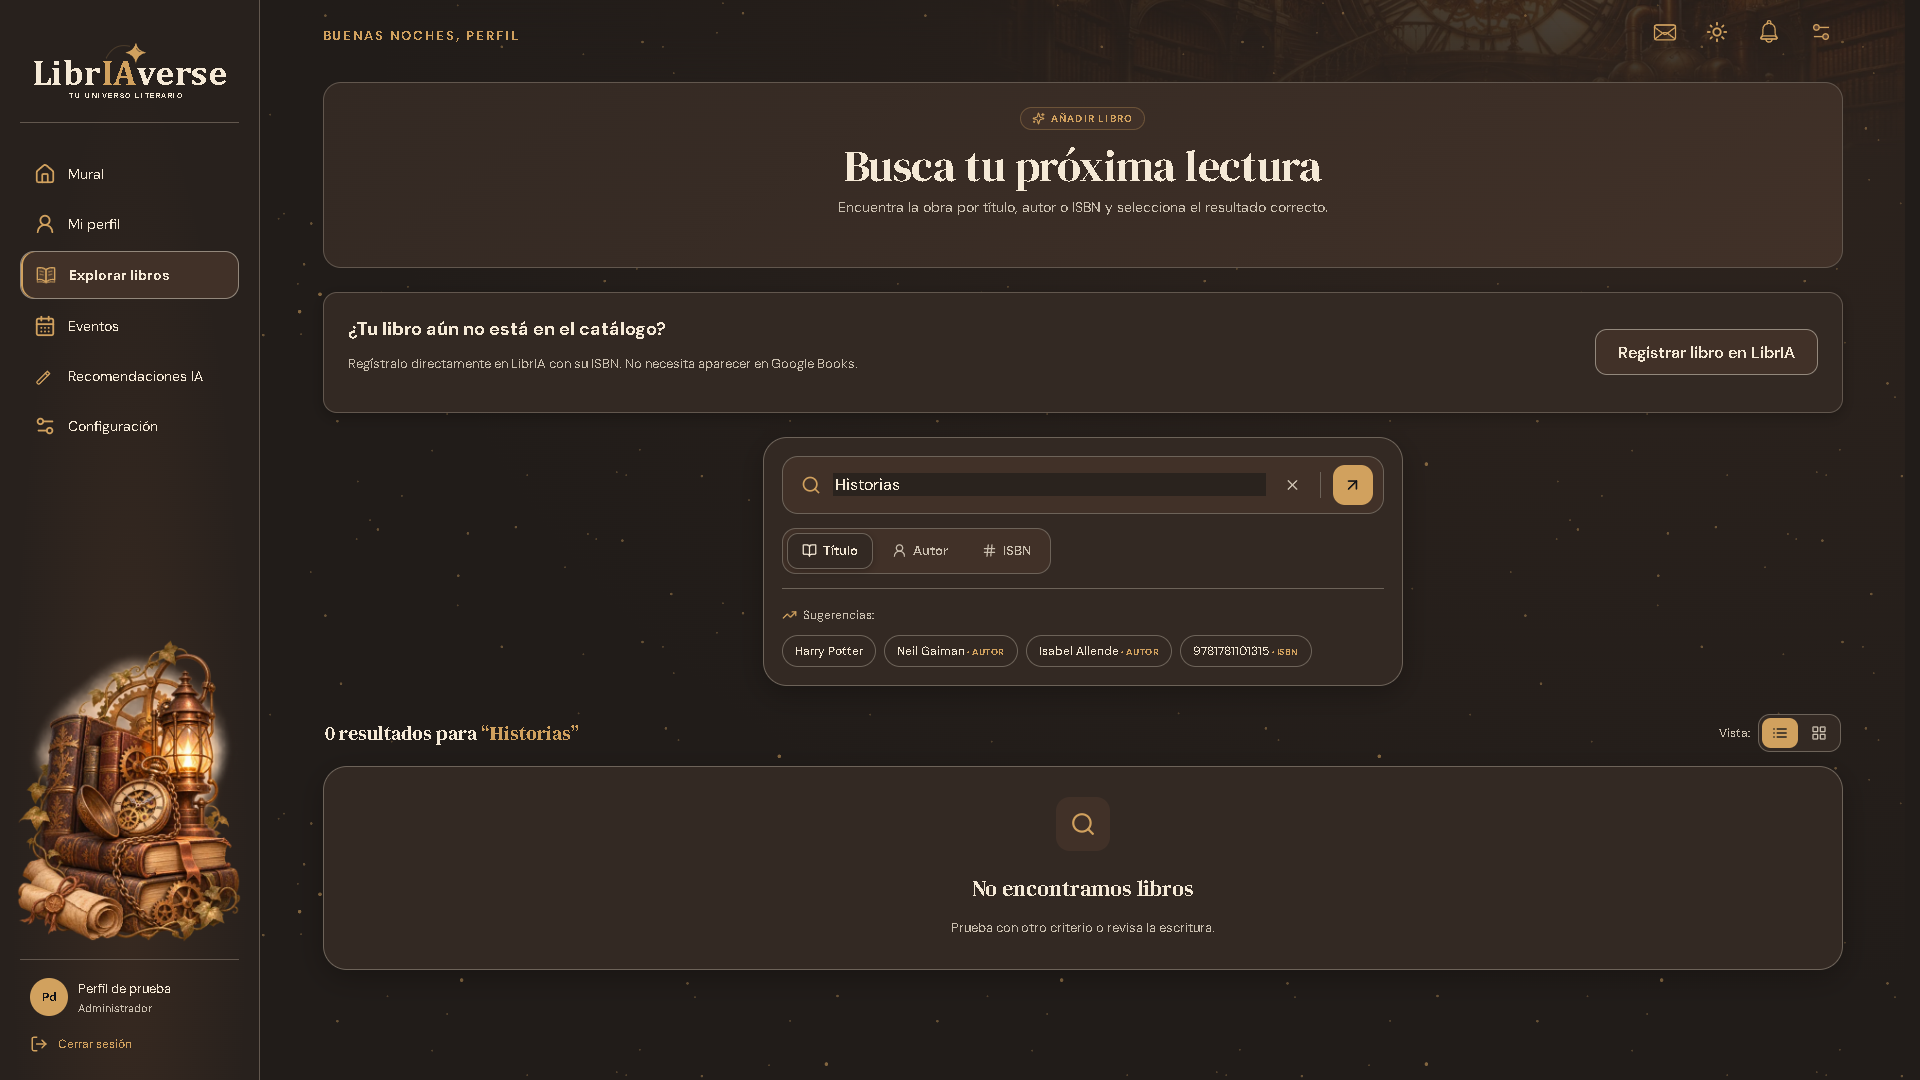 LibrIAverse
TU UNIVERSO LITERARIO
Mural
Mi perfil
Explorar libros
Eventos
Recomendaciones IA
Configuración
Pd
Perfil de prueba
Administrador
Cerrar sesión
BUENAS NOCHES, PERFIL
AÑADIR LIBRO
Busca tu próxima lectura
Encuentra la obra por título, autor o ISBN y selecciona el resultado correcto.
¿Tu libro aún no está en el catálogo?
Regístralo directamente en LibrIA con su ISBN. No necesita aparecer en Google Books.
Registrar libro en LibrIA
Historias
Título Autor ISBN
Sugerencias:
Harry Potter Neil Gaiman · AUTOR Isabel Allende · AUTOR 9781781101315 · ISBN
0 resultados para “Historias”
Vista:
No encontramos libros
Prueba con otro criterio o revisa la escritura.